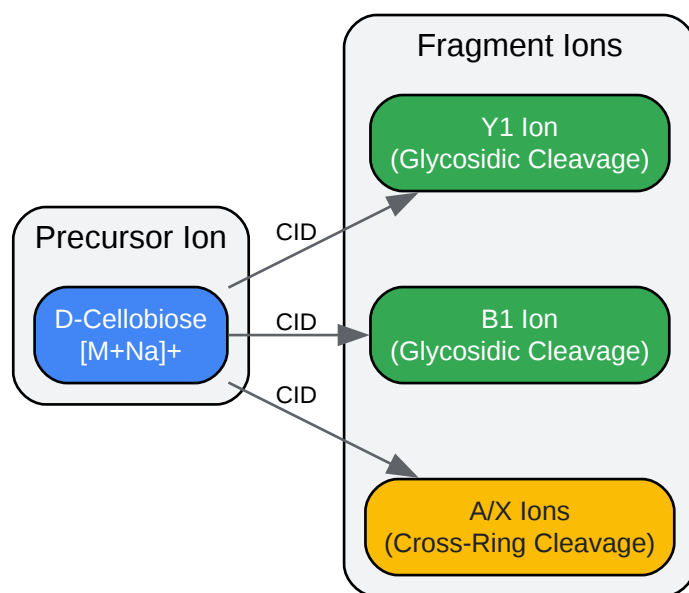 Fragment Ions
Y1 Ion
(Glycosidic Cleavage)
Precursor Ion
CID
D-Cellobiose
[M+Na]+
CID
B1 Ion
(Glycosidic Cleavage)
CID
A/X Ions
(Cross-Ring Cleavage)